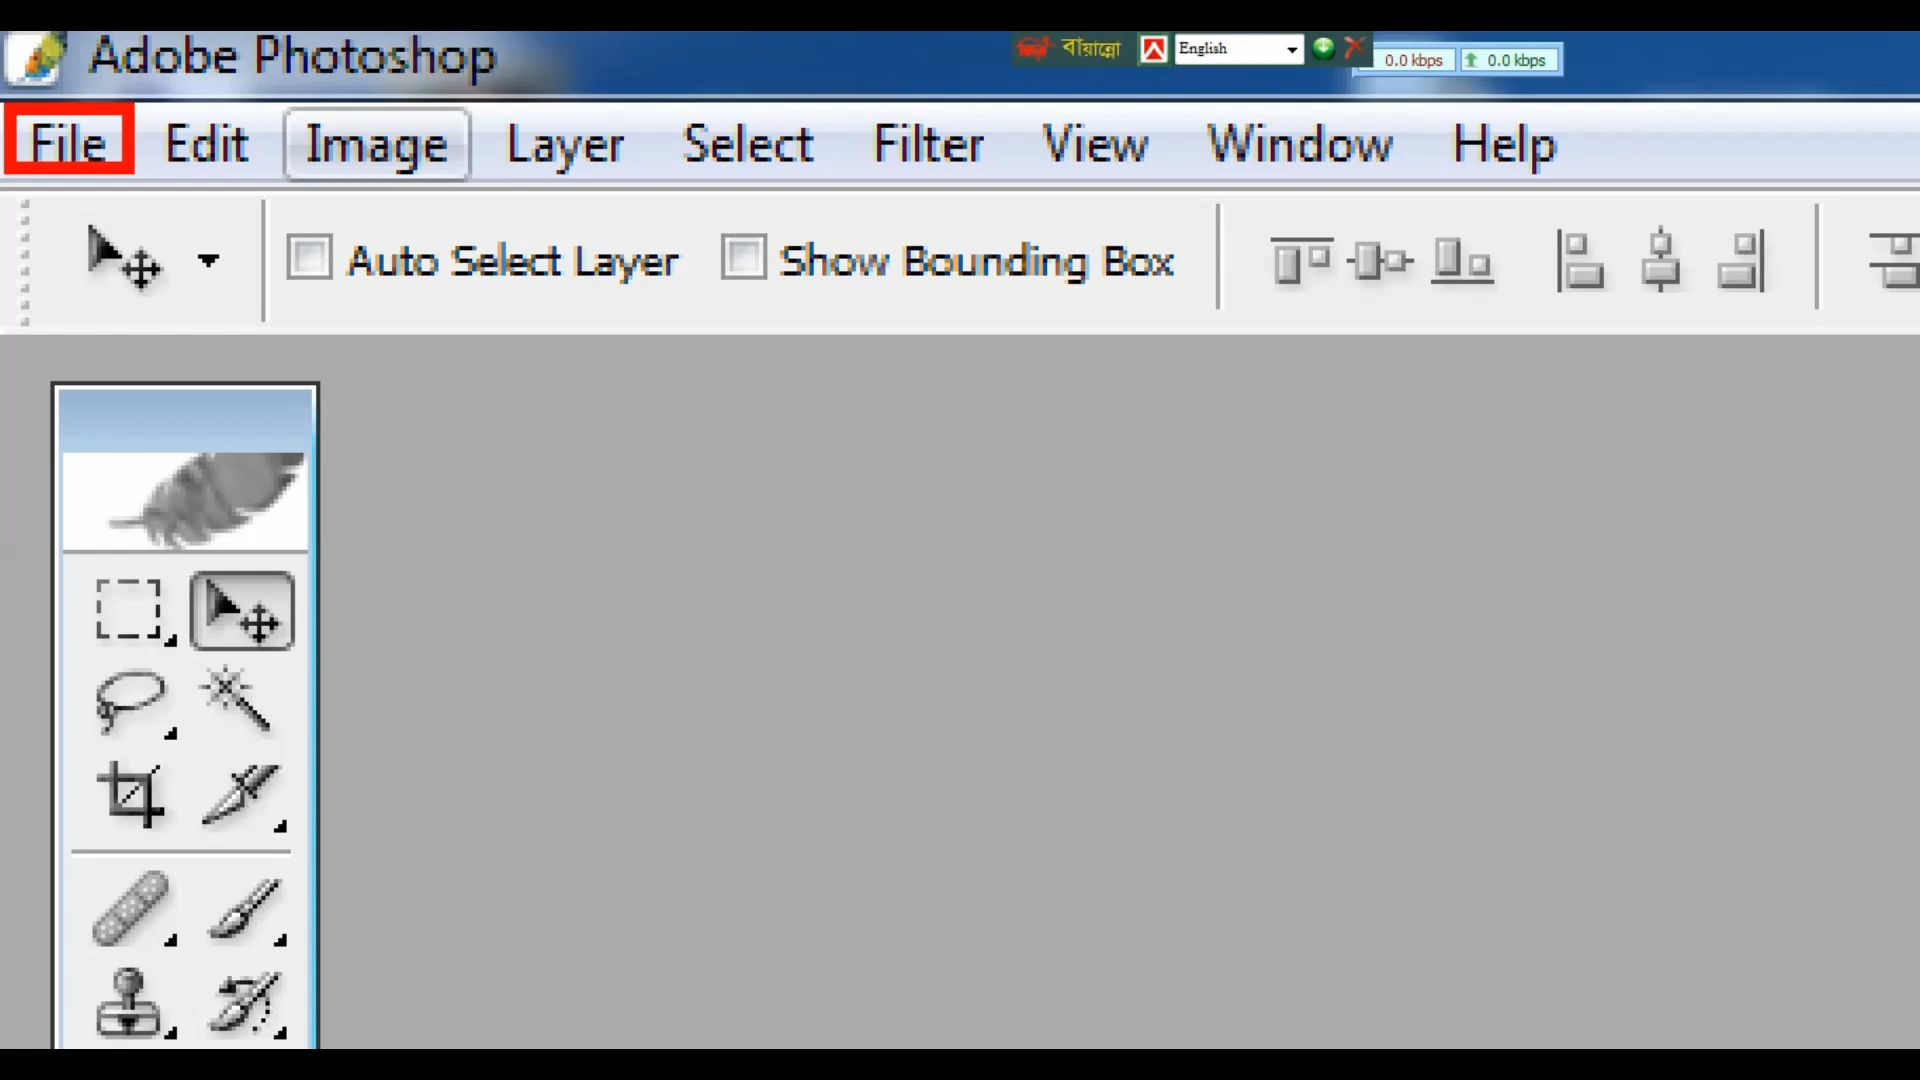 Adobe Photoshop
বায়ান্নো English
0.0 kbps 0.0 kbps
File Edit Image Layer Select Filter View Window Help
Auto Select Layer Show Bounding Box